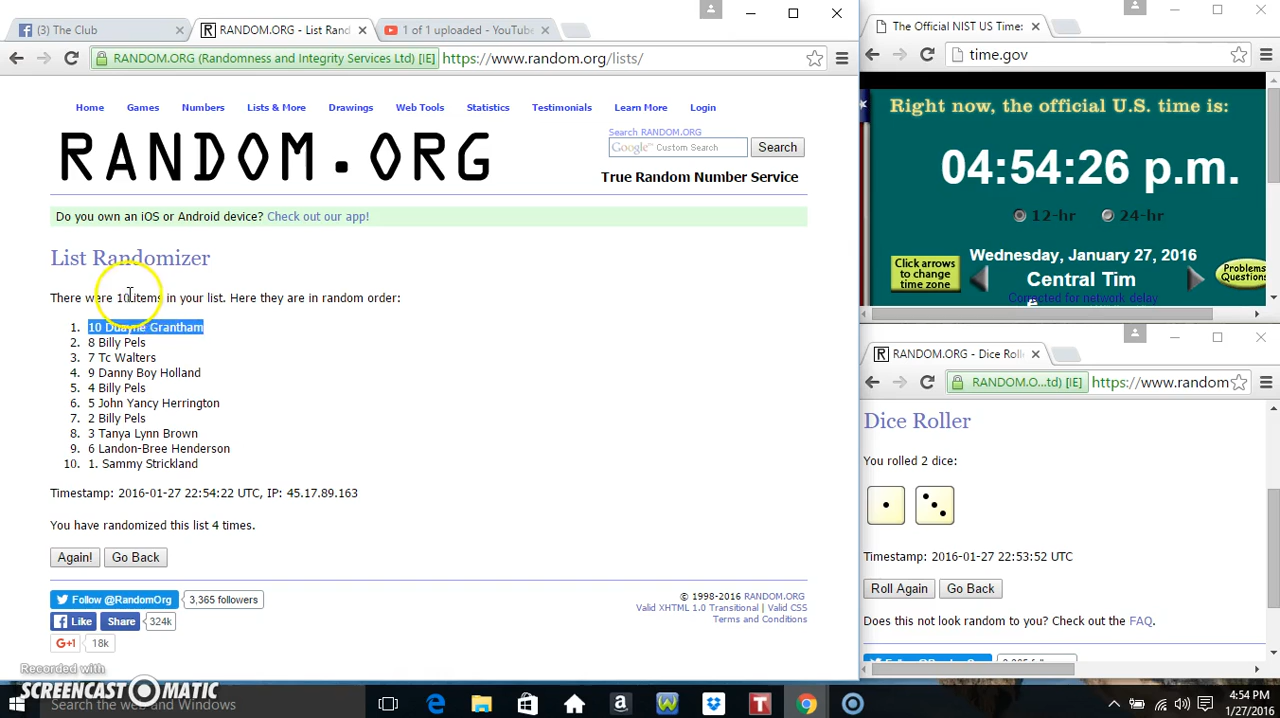 (3) The Club
RANDOM.ORG - List Rand
1 of 1 uploaded - YouTube
RANDOM.ORG (Randomness and Integrity Services Ltd) [IE]
https://www.random.org/lists/
Home Games Numbers Lists & More Drawings Web Tools Statistics Testimonials Learn More Login
RANDOM.ORG
Search RANDOM.ORG
Google™ Custom Search
Search
True Random Number Service
Do you own an iOS or Android device? Check out our app!
List Randomizer
There were 10 items in your list. Here they are in random order:
1. 10 Duayne Grantham
2. 8 Billy Pels
3. 7 Tc Walters
4. 9 Danny Boy Holland
5. 4 Billy Pels
6. 5 John Yancy Herrington
7. 2 Billy Pels
8. 3 Tanya Lynn Brown
9. 6 Landon-Bree Henderson
10. 1. Sammy Strickland
Timestamp: 2016-01-27 22:54:22 UTC, IP: 45.17.89.163
You have randomized this list 4 times.
Again! Go Back
Follow @RandomOrg 3,365 followers
Like Share 324k
G+1 18k
© 1998-2016 RANDOM.ORG
Valid XHTML 1.0 Transitional | Valid CSS
Terms and Conditions
Recorded with
SCREENCAST MATIC
Search the web and Windows
The Official NIST US Time:
time.gov
Right now, the official U.S. time is:
04:54:26 p.m.
12-hr 24-hr
Wednesday, January 27, 2016
Click arrows
to change
time zone
Central Tim
Problems
Questions
Connected for network delay
RANDOM.ORG - Dice Roll
RANDOM.O...td) [IE]
https://www.random
Dice Roller
You rolled 2 dice:
Timestamp: 2016-01-27 22:53:52 UTC
Roll Again Go Back
Does this not look random to you? Check out the FAQ.
4:54 PM
1/27/2016